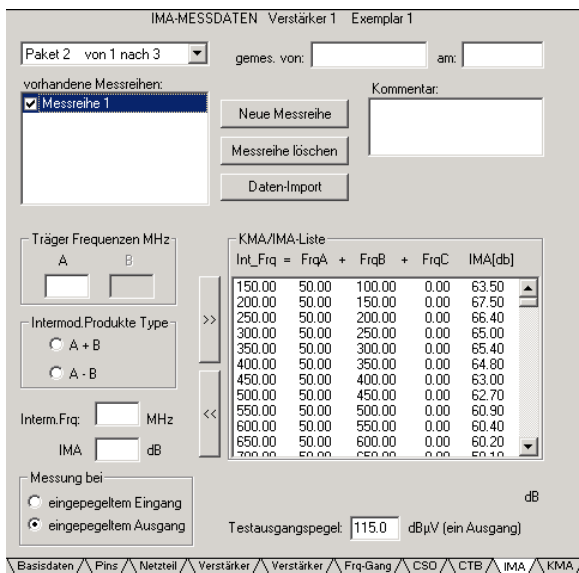 IMA-MESSDATEN Verstärker 1 Exemplar 1
Paket 2 von 1 nach 3
gemes. von:
am:
vorhandene Messreihen:
Messreihe 1
Neue Messreihe
Messreihe löschen
Daten-Import
Kommentar:
Träger Frequenzen MHz
A B
Intermod.Produkte Type
A + B
A - B
Interm.Frq: MHz
IMA dB
Messung bei
eingepegeltem Eingang
eingepegeltem Ausgang
>>
<<
KMA/IMA-Liste
Int_Frq = FrqA + FrqB + FrqC IMA[db]
150.00 50.00 100.00 0.00 63.50
200.00 50.00 150.00 0.00 67.50
250.00 50.00 200.00 0.00 66.40
300.00 50.00 250.00 0.00 65.00
350.00 50.00 300.00 0.00 65.40
400.00 50.00 350.00 0.00 64.80
450.00 50.00 400.00 0.00 63.00
500.00 50.00 450.00 0.00 62.70
550.00 50.00 500.00 0.00 60.90
600.00 50.00 550.00 0.00 60.40
650.00 50.00 600.00 0.00 60.20
dB
Testausgangspegel: 115.0 dBµV (ein Ausgang)
Basisdaten Pins Netzteil Verstärker Verstärker Frq-Gang CSO CTB IMA KMA